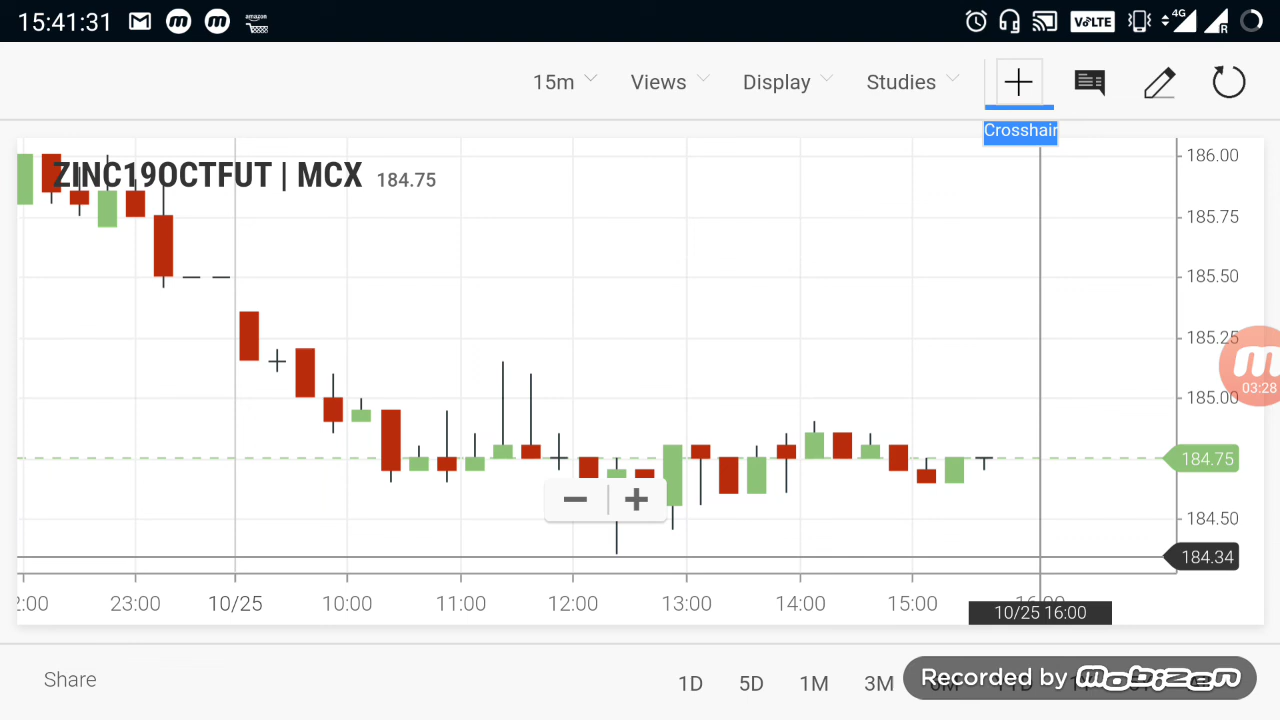 15:41:31 amazon VoLTE 4G R
15m Views Display Studies
Crosshair
ZINC19OCTFUT | MCX 184.75
186.00
185.75
185.50
185.25
185.00
184.75
184.50
184.34
03:28
2:00 23:00 10/25 10:00 11:00 12:00 13:00 14:00 15:00 16:00
10/25 16:00
Share 1D 5D 1M 3M
Recorded by mobizen